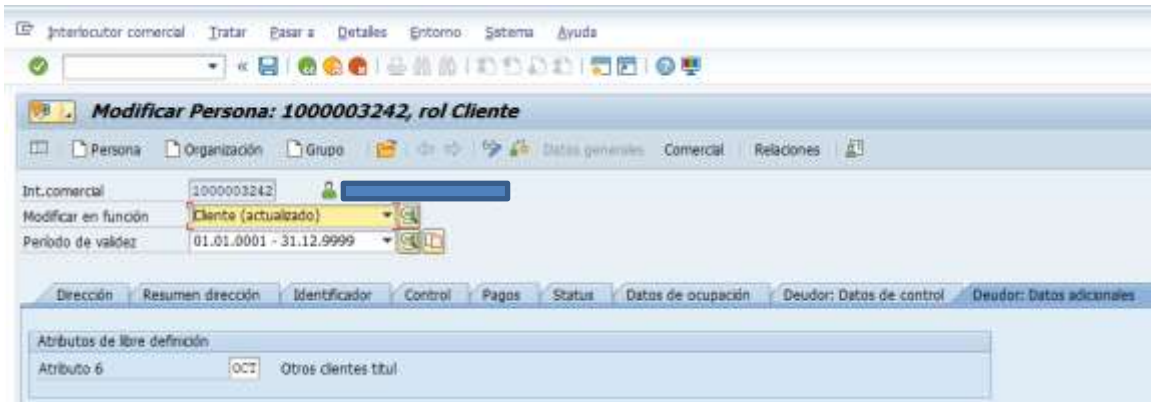 Interlocutor comercial Tratar Pasar a Detalles Entorno Sistema Ayuda
Modificar Persona: 1000003242, rol Cliente
Persona Organización Grupo Datos generales Comercial Relaciones
Int.comercial 1000003242
Modificar en función Cliente (actualizado)
Período de validez 01.01.0001 - 31.12.9999
Dirección Resumen dirección Identificador Control Pagos Status Datos de ocupación Deudor: Datos de control Deudor: Datos adicionales
Atributos de libre definición
Atributo 6 OCT Otros clientes titul